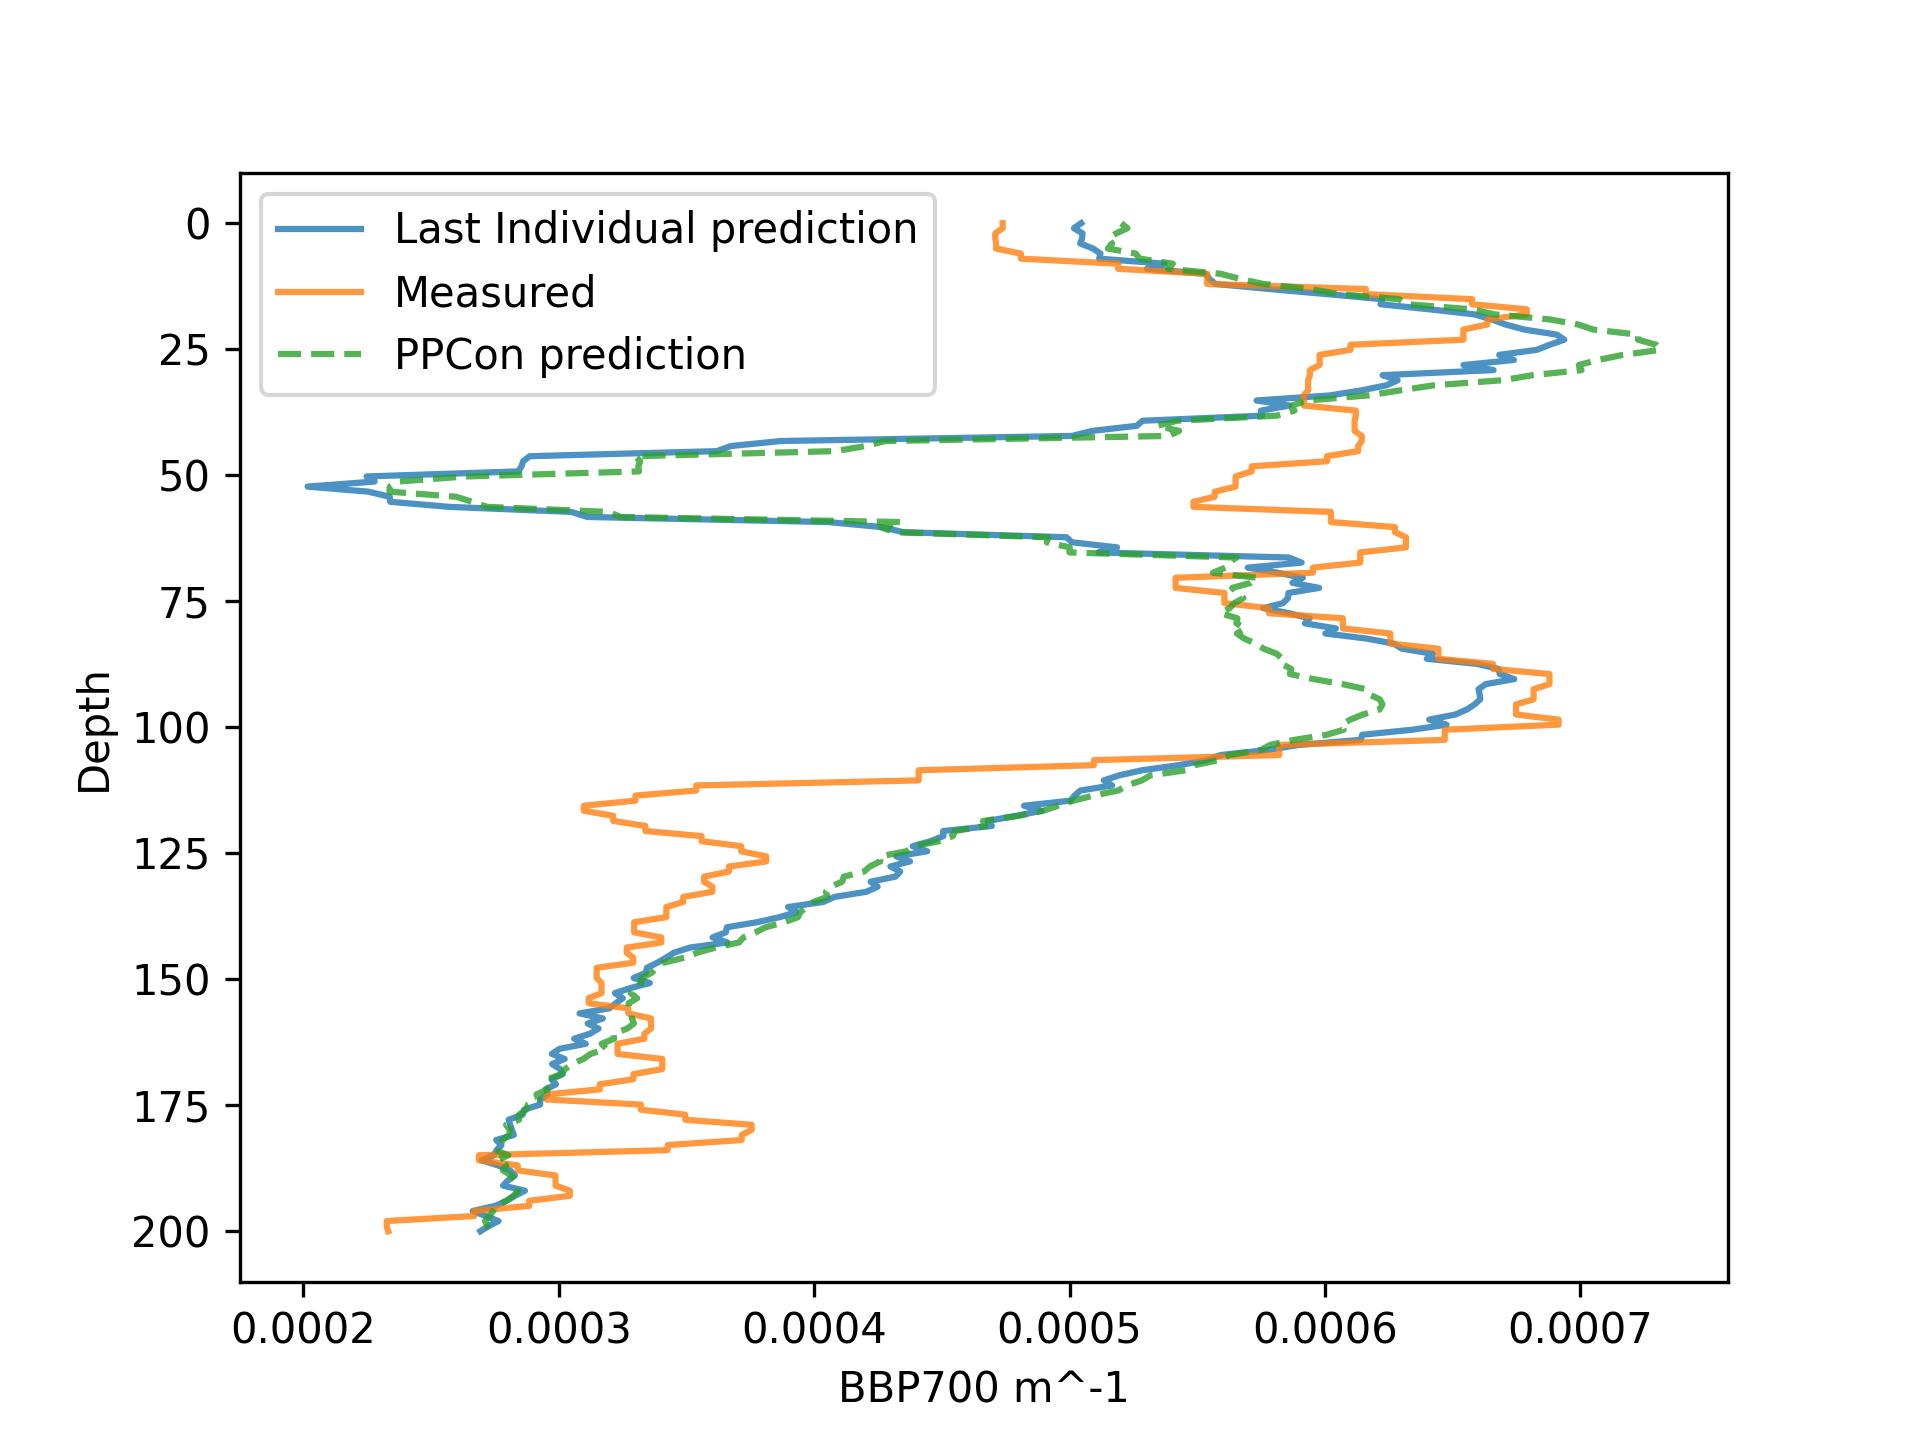 Last Individual prediction
Measured
PPCon prediction
0
25
50
75
100
125
150
175
200
Depth
0.0002 0.0003 0.0004 0.0005 0.0006 0.0007
BBP700 m^-1